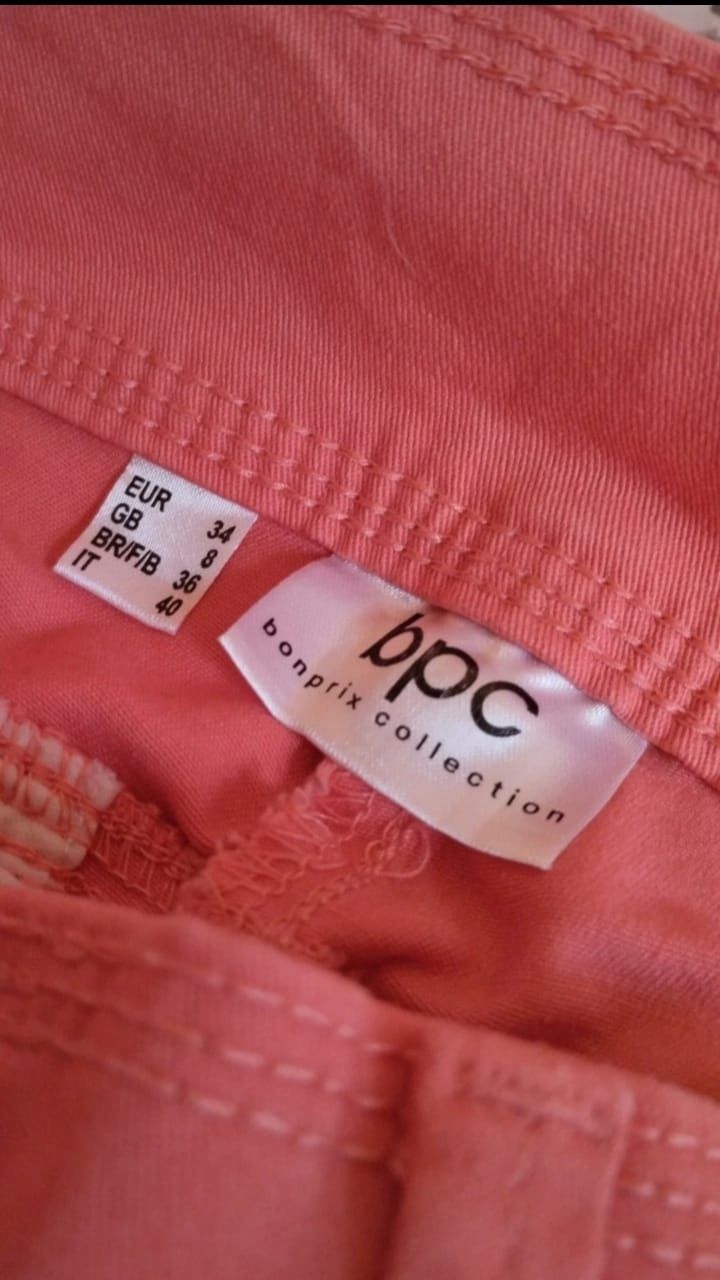 EUR 34
GB 8
BR/F/B 36
IT 40
bpc
bonprix collection